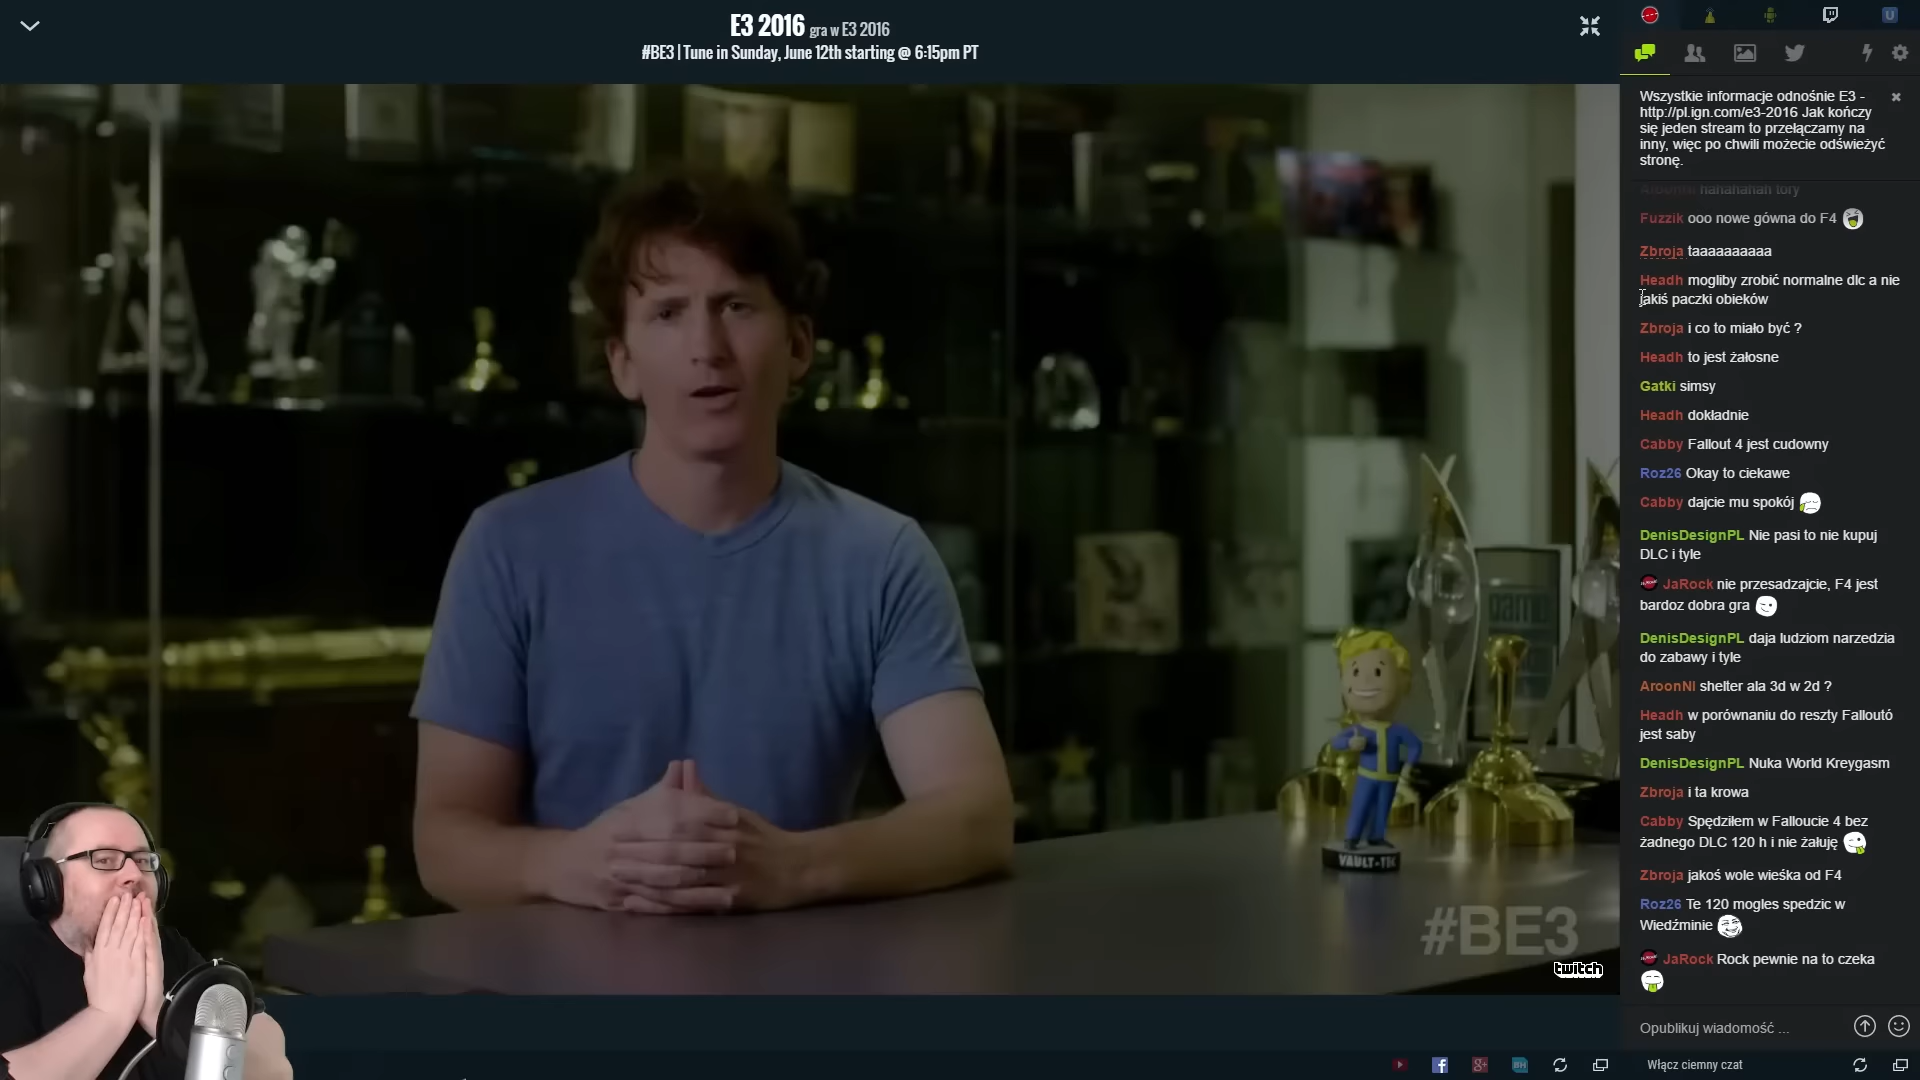 E3 2016 gra w E3 2016
#BE3 | Tune in Sunday, June 12th starting @ 6:15pm PT
VAULT-TEC
#BE3
twitch
Wszystkie informacje odnośnie E3 -
http://pl.ign.com/e3-2016 Jak kończy
się jeden stream to przełączamy na
inny, więc po chwili możecie odświeżyć
stronę.
AroonNi hahahahah tory
Fuzzik ooo nowe gówna do F4
Zbroja taaaaaaaaaa
Headh mogliby zrobić normalne dlc a nie
jakiś paczki obieków
Zbroja i co to miało być ?
Headh to jest żałosne
Gatki simsy
Headh dokładnie
Cabby Fallout 4 jest cudowny
Roz26 Okay to ciekawe
Cabby dajcie mu spokój
DenisDesignPL Nie pasi to nie kupuj
DLC i tyle
JaRock nie przesadzajcie, F4 jest
bardoz dobra gra
DenisDesignPL daja ludziom narzedzia
do zabawy i tyle
AroonNi shelter ala 3d w 2d ?
Headh w porównaniu do reszty Falloutó
jest saby
DenisDesignPL Nuka World Kreygasm
Zbroja i ta krowa
Cabby Spędziłem w Falloucie 4 bez
żadnego DLC 120 h i nie żałuję
Zbroja jakoś wole wieśka od F4
Roz26 Te 120 mogles spedzic w
Wiedźminie
JaRock Rock pewnie na to czeka
Opublikuj wiadomość ...
Włącz ciemny czat